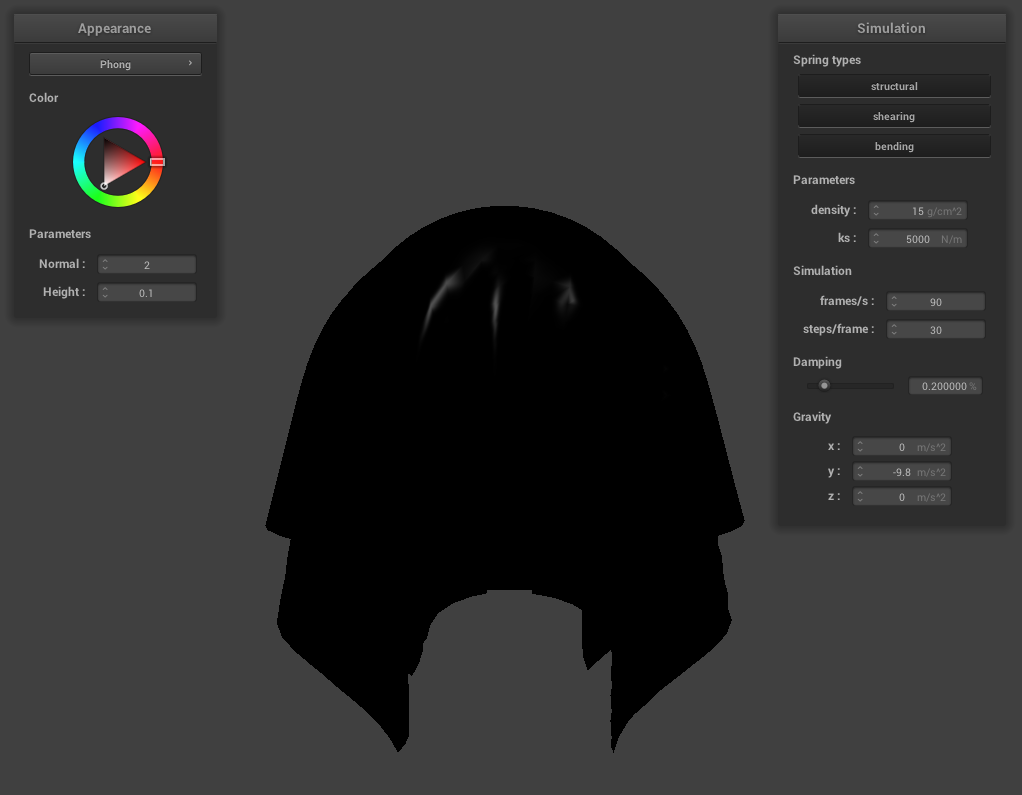 Appearance
Phong
Color
Parameters
Normal : 2
Height : 0.1
Simulation
Spring types
structural
shearing
bending
Parameters
density : 15 g/cm^2
ks : 5000 N/m
Simulation
frames/s : 90
steps/frame : 30
Damping
0.200000 %
Gravity
x : 0 m/s^2
y : -9.8 m/s^2
z : 0 m/s^2